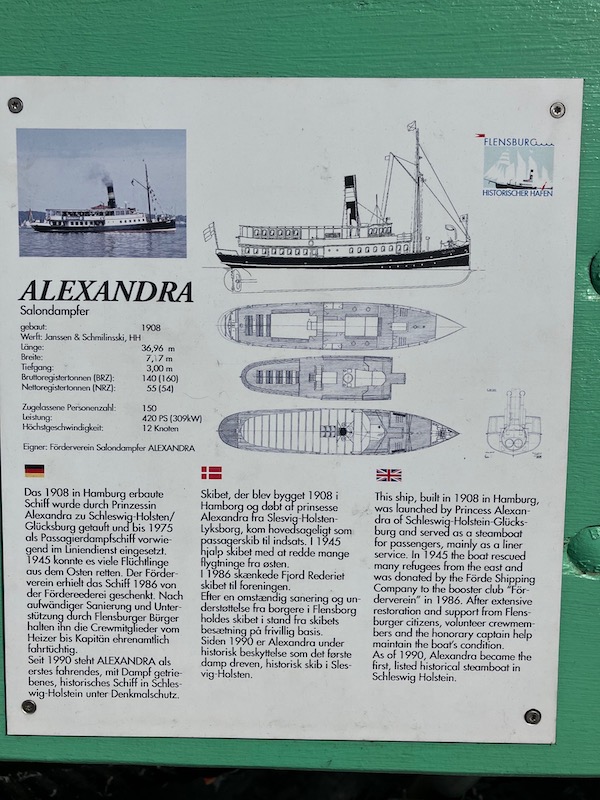 FLENSBURG
HISTORISCHER HAFEN
ALEXANDRA
Salondampfer
gebaut: 1908
Werft: Janssen & Schmilinsski, HH
Länge: 36,96 m
Breite: 7,17 m
Tiefgang: 3,00 m
Bruttoregistertonnen (BRZ): 140 (160)
Nettoregistertonnen (NRZ): 55 (54)
Zugelassene Personenzahl: 150
Leistung: 420 PS (309kW)
Höchstgeschwindigkeit: 12 Knoten
Eigner: Förderverein Salondampfer ALEXANDRA
Das 1908 in Hamburg erbaute
Schiff wurde durch Prinzessin
Alexandra zu Schleswig-Holsten/
Glücksburg getauft und bis 1975
als Passagierdampfschiff vorwie-
gend im Liniendienst eingesetzt.
1945 konnte es viele Flüchtlinge
aus dem Osten retten. Der Förder-
verein erhielt das Schiff 1986 von
der Fördereederei geschenkt. Nach
aufwändiger Sanierung und Unter-
stützung durch Flensburger Bürger
halten ihn die Crewmitglieder vom
Heizer bis Kapitän ehrenamtlich
fahrtüchtig.
Seit 1990 steht ALEXANDRA als
erstes fahrendes, mit Dampf getrie-
benes, historisches Schiff in Schles-
wig-Holstein unter Denkmalschutz.
Skibet, der blev bygget 1908 i
Hamborg og døbt af prinsesse
Alexandra fra Slesvig-Holsten-
Lyksborg, kom hovedsageligt som
passagerskib til indsats. I 1945
hjalp skibet med at redde mange
flygtninge fra østen.
I 1986 skænkede Fjord Rederiet
skibet til foreningen.
Efter en omstændig sanering og un-
derstøttelse fra borgere i Flensborg
holdes skibet i stand fra skibets
besætning på frivillig basis.
Siden 1990 er Alexandra under
historisk beskyttelse som det første
damp dreven, historisk skib i Sles-
vig-Holsten.
This ship, built in 1908 in Hamburg,
was launched by Princess Alexan-
dra of Schleswig-Holstein-Glücks-
burg and served as a steamboat
for passengers, mainly as a liner
service. In 1945 the boat rescued
many refugees from the east and
was donated by the Förde Shipping
Company to the booster club "För-
derverein" in 1986. After extensive
restoration and support from Flens-
burger citizens, volunteer crewmem-
bers and the honorary captain help
maintain the boat's condition.
As of 1990, Alexandra became the
first, listed historical steamboat in
Schleswig Holstein.